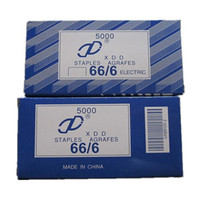 5000
XDD
STAPLES AGRAFES
66/6 ELECTRIC
5000
XDD
STAPLES AGRAFES
66/6
MADE IN CHINA